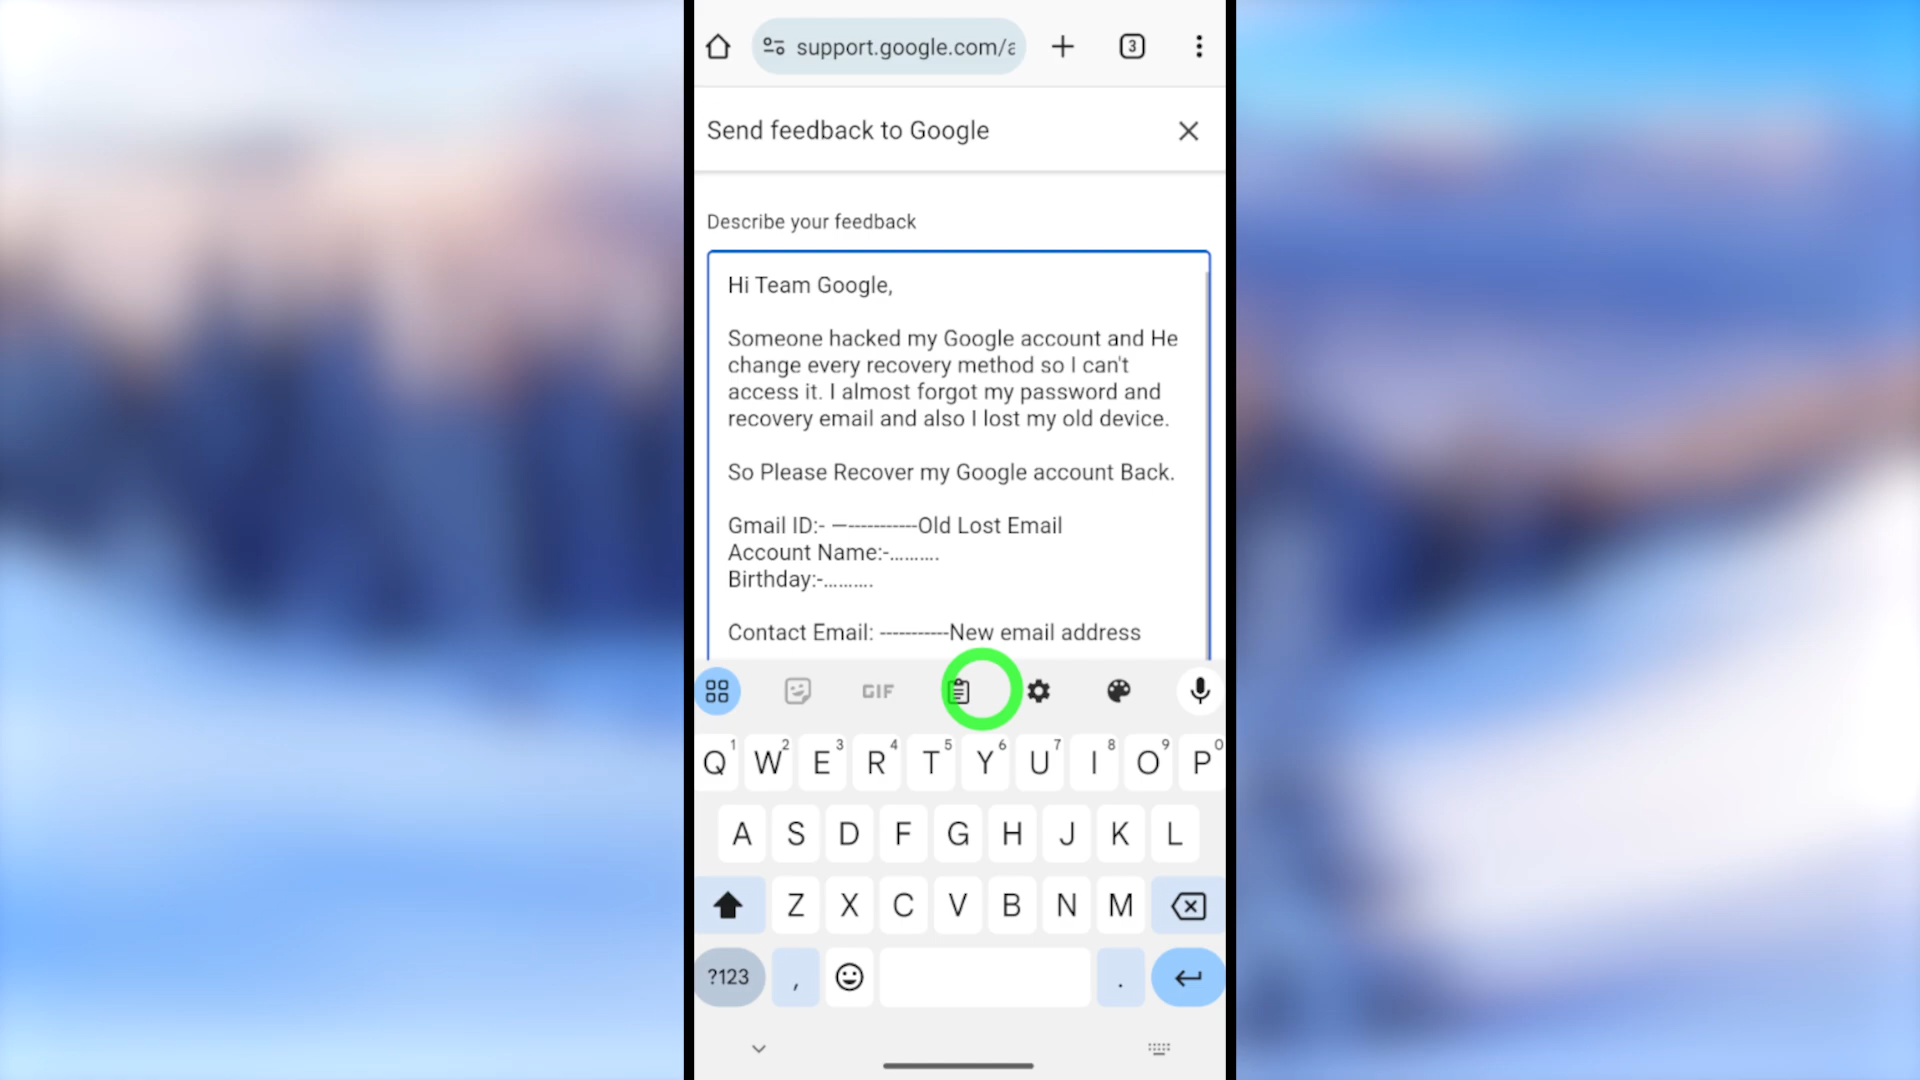 support.google.com/a
3
Send feedback to Google
Describe your feedback
Hi Team Google,
Someone hacked my Google account and He
change every recovery method so I can't
access it. I almost forgot my password and
recovery email and also I lost my old device.
So Please Recover my Google account Back.
Gmail ID:- —-----------Old Lost Email
Account Name:-..........
Birthday:-..........
Contact Email: -----------New email address
GIF
Q1 W2 E3 R4 T5 Y6 U7 I8 O9 P0
A S D F G H J K L
Z X C V B N M
?123 , .